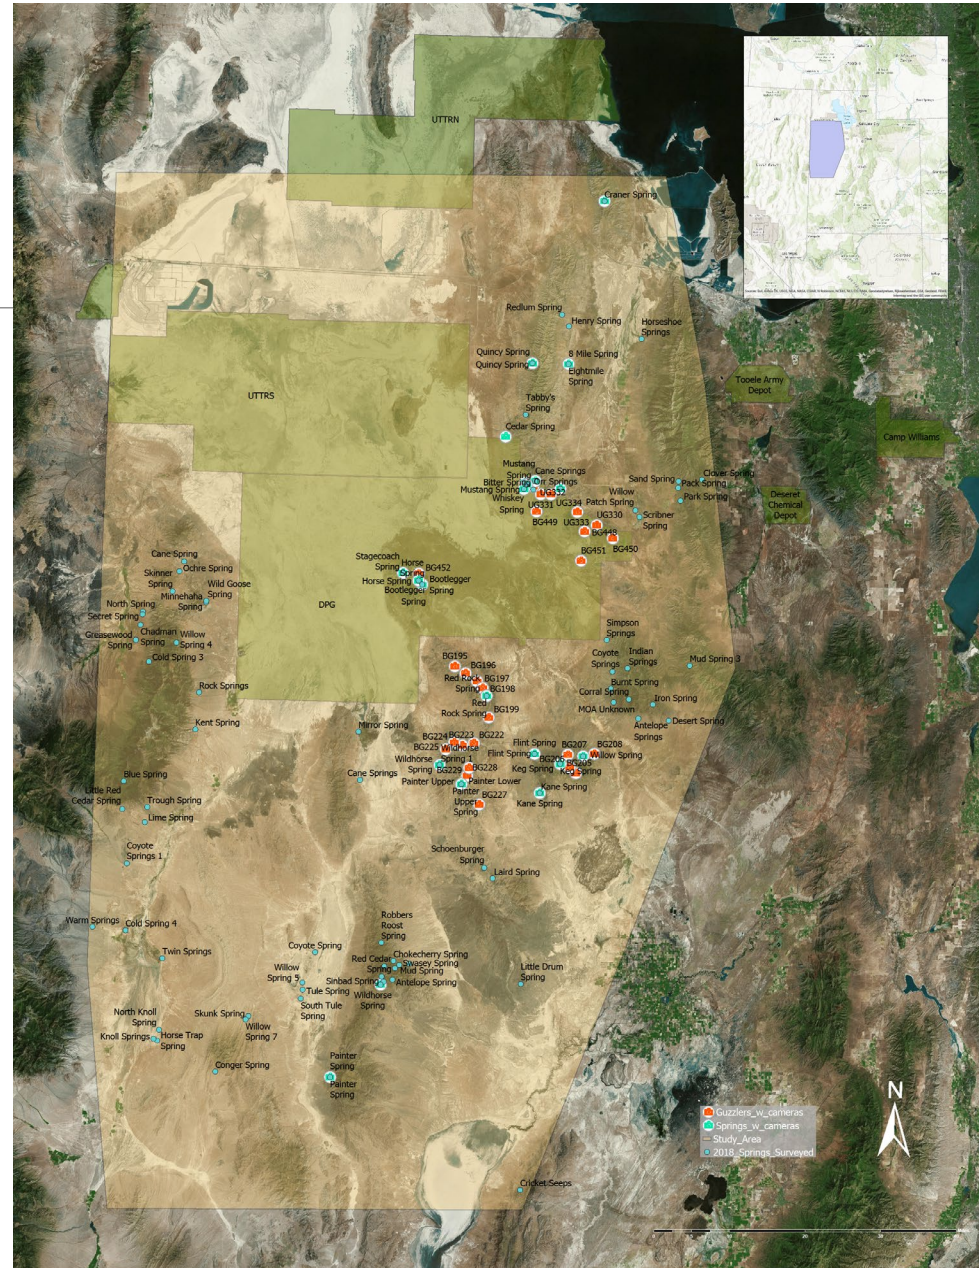 UTTRN
Craner Spring
Redlum Spring
Henry Spring
Horseshoe
Springs
Quincy Spring
Quincy Spring
8 Mile Spring
Eightmile
Spring
Tooele Army
Depot
UTTRS
Tabby's
Spring
Cedar Spring
Camp Williams
Mustang
Spring
Cane Springs
Bitter Spring
Orr Springs
Mustang Spring
UG332
Whiskey
Spring
UG331
UG334
BG449
UG333
UG330
BG448
BG450
BG451
Sand Spring
Clover Spring
Pack Spring
Park Spring
Willow
Patch Spring
Scribner
Spring
Deseret
Chemical
Depot
Cane Spring
Ochre Spring
Skinner
Spring
Minnehaha
Spring
Wild Goose
Spring
North Spring
Secret Spring
Greasewood
Spring
Chadman
Spring
Willow
Spring 4
Cold Spring 3
Stagecoach
Spring
Horse
Spring
BG452
Horse Spring
Bootlegger
Spring
Bootlegger
Spring
DPG
Simpson
Springs
Coyote
Springs
Indian
Springs
Mud Spring 3
Burnt Spring
Corral Spring
Iron Spring
MOA Unknown
Antelope
Springs
Desert Spring
BG195
BG196
BG197
Red Rock
Spring
BG198
Red
Rock Spring
BG199
Rock Springs
Kent Spring
Mirror Spring
Cane Springs
BG224
BG223
BG222
BG225
Wildhorse
Spring 1
Wildhorse
Spring
BG229
BG228
Painter Upper
Painter Lower
Painter
Upper
Spring
BG227
Flint Spring
Flint Spring
BG207
BG208
Willow Spring
BG205
Keg Spring
Keg Spring
Kane Spring
Kane Spring
Blue Spring
Little Red
Cedar Spring
Trough Spring
Lime Spring
Coyote
Springs 1
Schoenburger
Spring
Laird Spring
Warm Springs
Cold Spring 4
Twin Springs
Robbers
Roost
Spring
Coyote Spring
Red Cedar
Spring
Chokecherry Spring
Swasey Spring
Mud Spring
Sinbad Spring
Antelope Spring
Wildhorse
Spring
Little Drum
Spring
Willow
Spring 5
Tule Spring
South Tule
Spring
Skunk Spring
Willow
Spring 7
North Knoll
Spring
Knoll Springs
Horse Trap
Spring
Conger Spring
Painter
Spring
Painter
Spring
Cricket Seeps
N
Guzzlers_w_cameras
Springs_w_cameras
Study_Area
2018_Springs_Surveyed